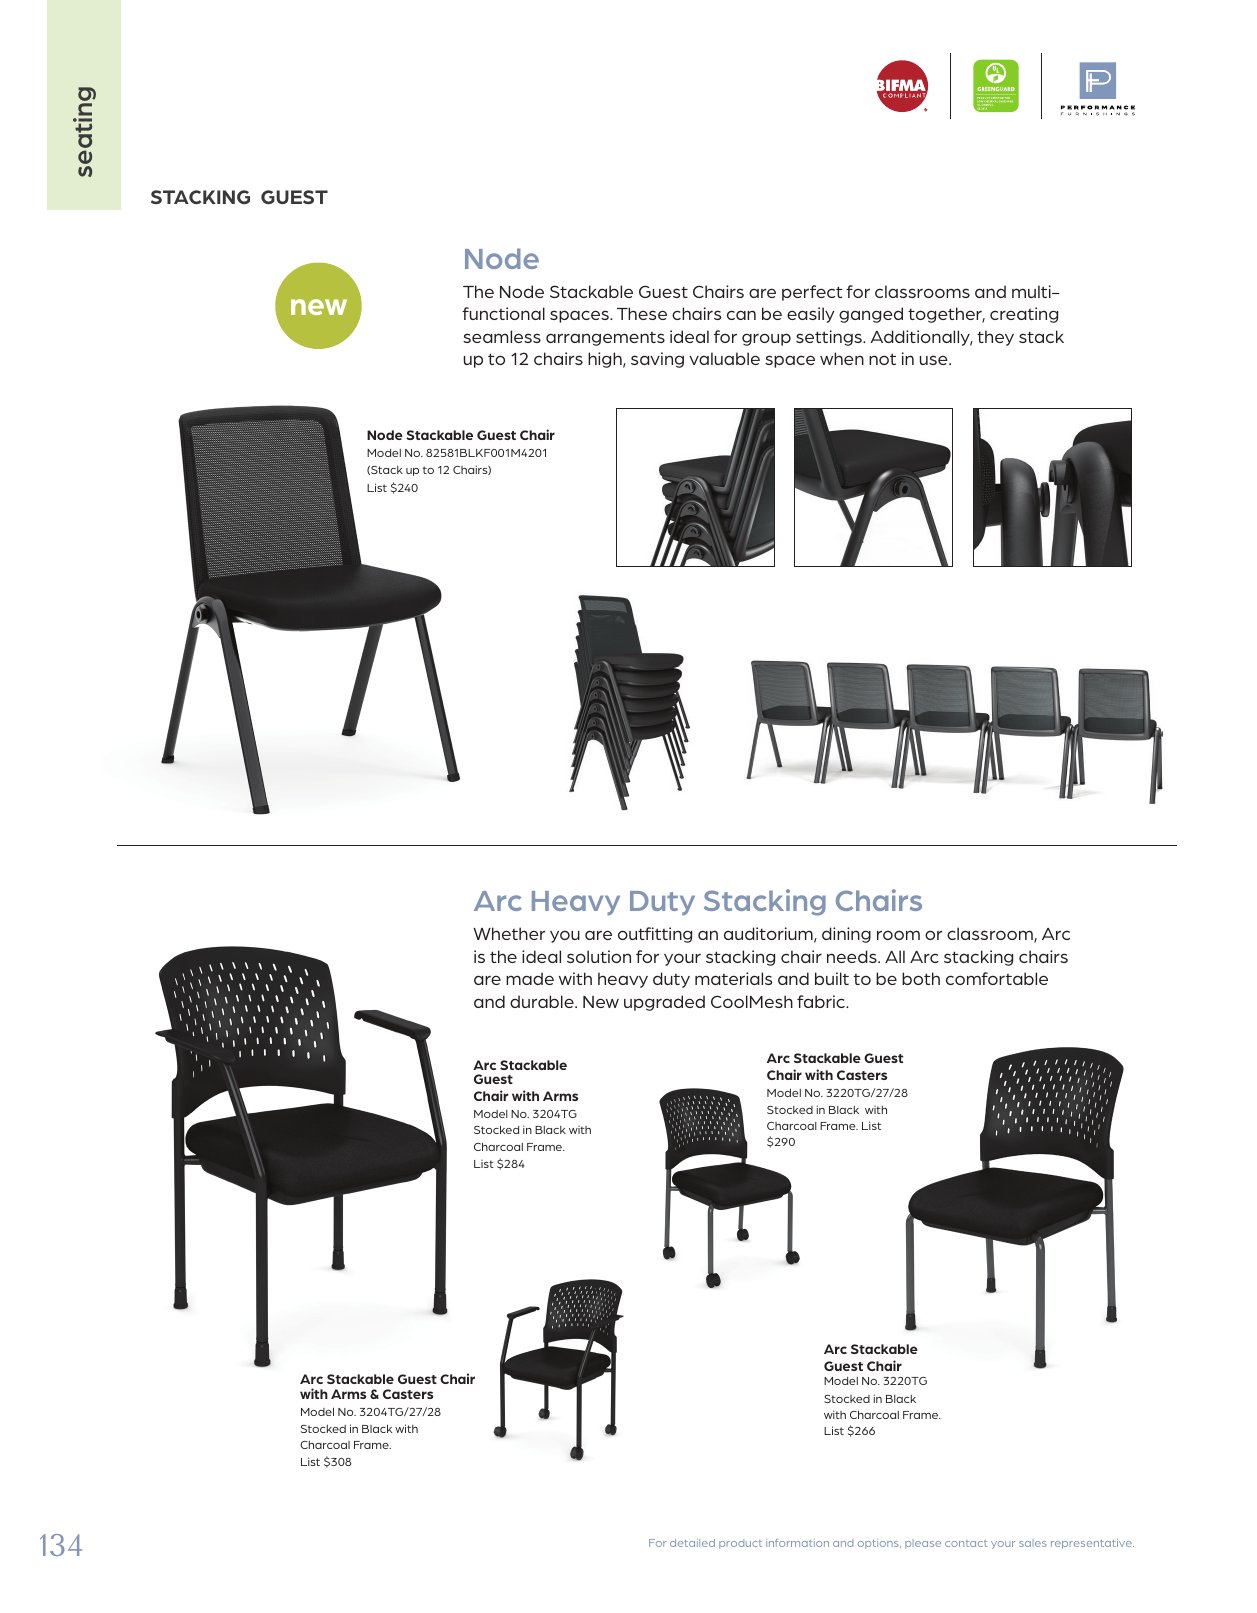 seating
BIFMA
COMPLIANT
GREENGUARD
PERFORMANCE
FURNISHINGS
STACKING GUEST
new
Node
The Node Stackable Guest Chairs are perfect for classrooms and multi-
functional spaces. These chairs can be easily ganged together, creating
seamless arrangements ideal for group settings. Additionally, they stack
up to 12 chairs high, saving valuable space when not in use.
Node Stackable Guest Chair
Model No. 82581BLKF001M4201
(Stack up to 12 Chairs)
List $240
Arc Heavy Duty Stacking Chairs
Whether you are outfitting an auditorium, dining room or classroom, Arc
is the ideal solution for your stacking chair needs. All Arc stacking chairs
are made with heavy duty materials and built to be both comfortable
and durable. New upgraded CoolMesh fabric.
Arc Stackable
Guest
Chair with Arms
Model No. 3204TG
Stocked in Black with
Charcoal Frame.
List $284
Arc Stackable Guest
Chair with Casters
Model No. 3220TG/27/28
Stocked in Black with
Charcoal Frame. List
$290
Arc Stackable Guest Chair
with Arms & Casters
Model No. 3204TG/27/28
Stocked in Black with
Charcoal Frame.
List $308
Arc Stackable
Guest Chair
Model No. 3220TG
Stocked in Black
with Charcoal Frame.
List $266
134
For detailed product information and options, please contact your sales representative.